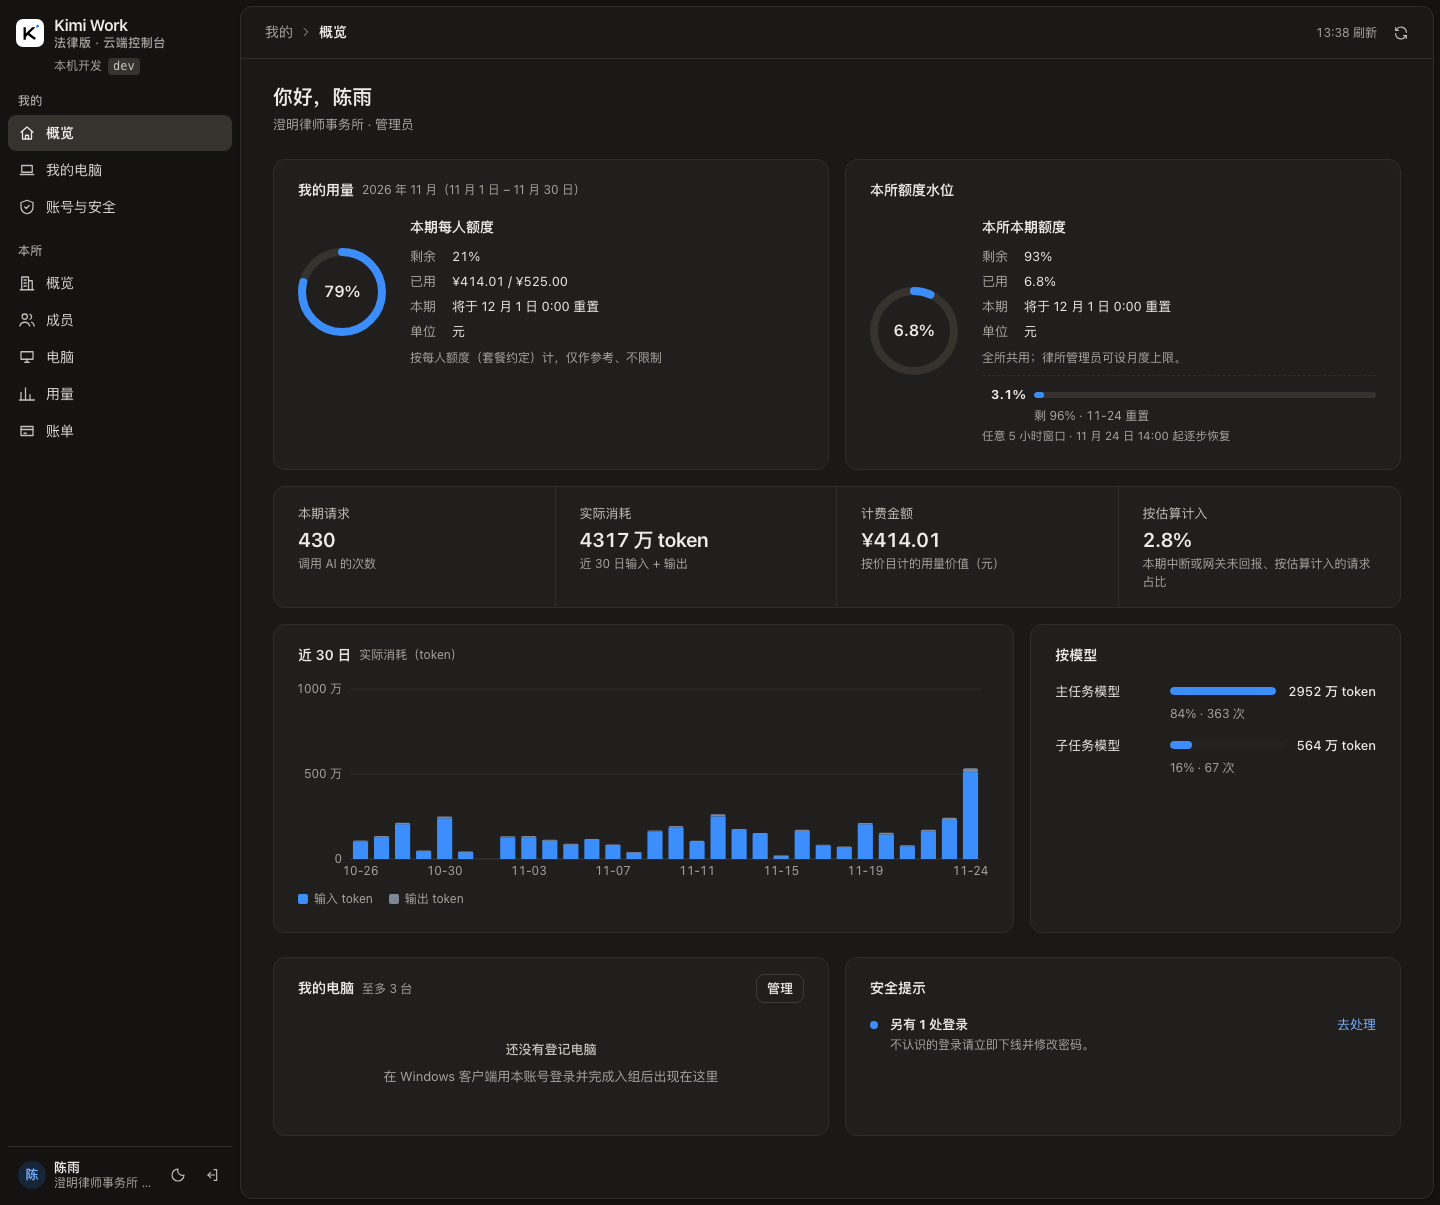 Kimi Work
法律版 · 云端控制台
本机开发 dev
我的
概览
我的电脑
账号与安全
本所
概览
成员
电脑
用量
账单
陈
陈雨
澄明律师事务所 ...
我的 > 概览
13:38 刷新
你好，陈雨
澄明律师事务所 · 管理员
我的用量 2026 年 11 月（11 月 1 日 – 11 月 30 日）
79%
本期每人额度
剩余 21%
已用 ¥414.01 / ¥525.00
本期 将于 12 月 1 日 0:00 重置
单位 元
按每人额度（套餐约定）计，仅作参考、不限制
本所额度水位
6.8%
本所本期额度
剩余 93%
已用 6.8%
本期 将于 12 月 1 日 0:00 重置
单位 元
全所共用；律所管理员可设月度上限。
3.1%
剩 96% · 11-24 重置
任意 5 小时窗口 · 11 月 24 日 14:00 起逐步恢复
本期请求
430
调用 AI 的次数
实际消耗
4317 万 token
近 30 日输入 + 输出
计费金额
¥414.01
按价目计的用量价值（元）
按估算计入
2.8%
本期中断或网关未回报、按估算计入的请求
占比
近 30 日 实际消耗（token）
1000 万
500 万
0
10-26 10-30 11-03 11-07 11-11 11-15 11-19 11-24
输入 token 输出 token
按模型
主任务模型 2952 万 token
84% · 363 次
子任务模型 564 万 token
16% · 67 次
我的电脑 至多 3 台
管理
还没有登记电脑
在 Windows 客户端用本账号登录并完成入组后出现在这里
安全提示
另有 1 处登录
去处理
不认识的登录请立即下线并修改密码。